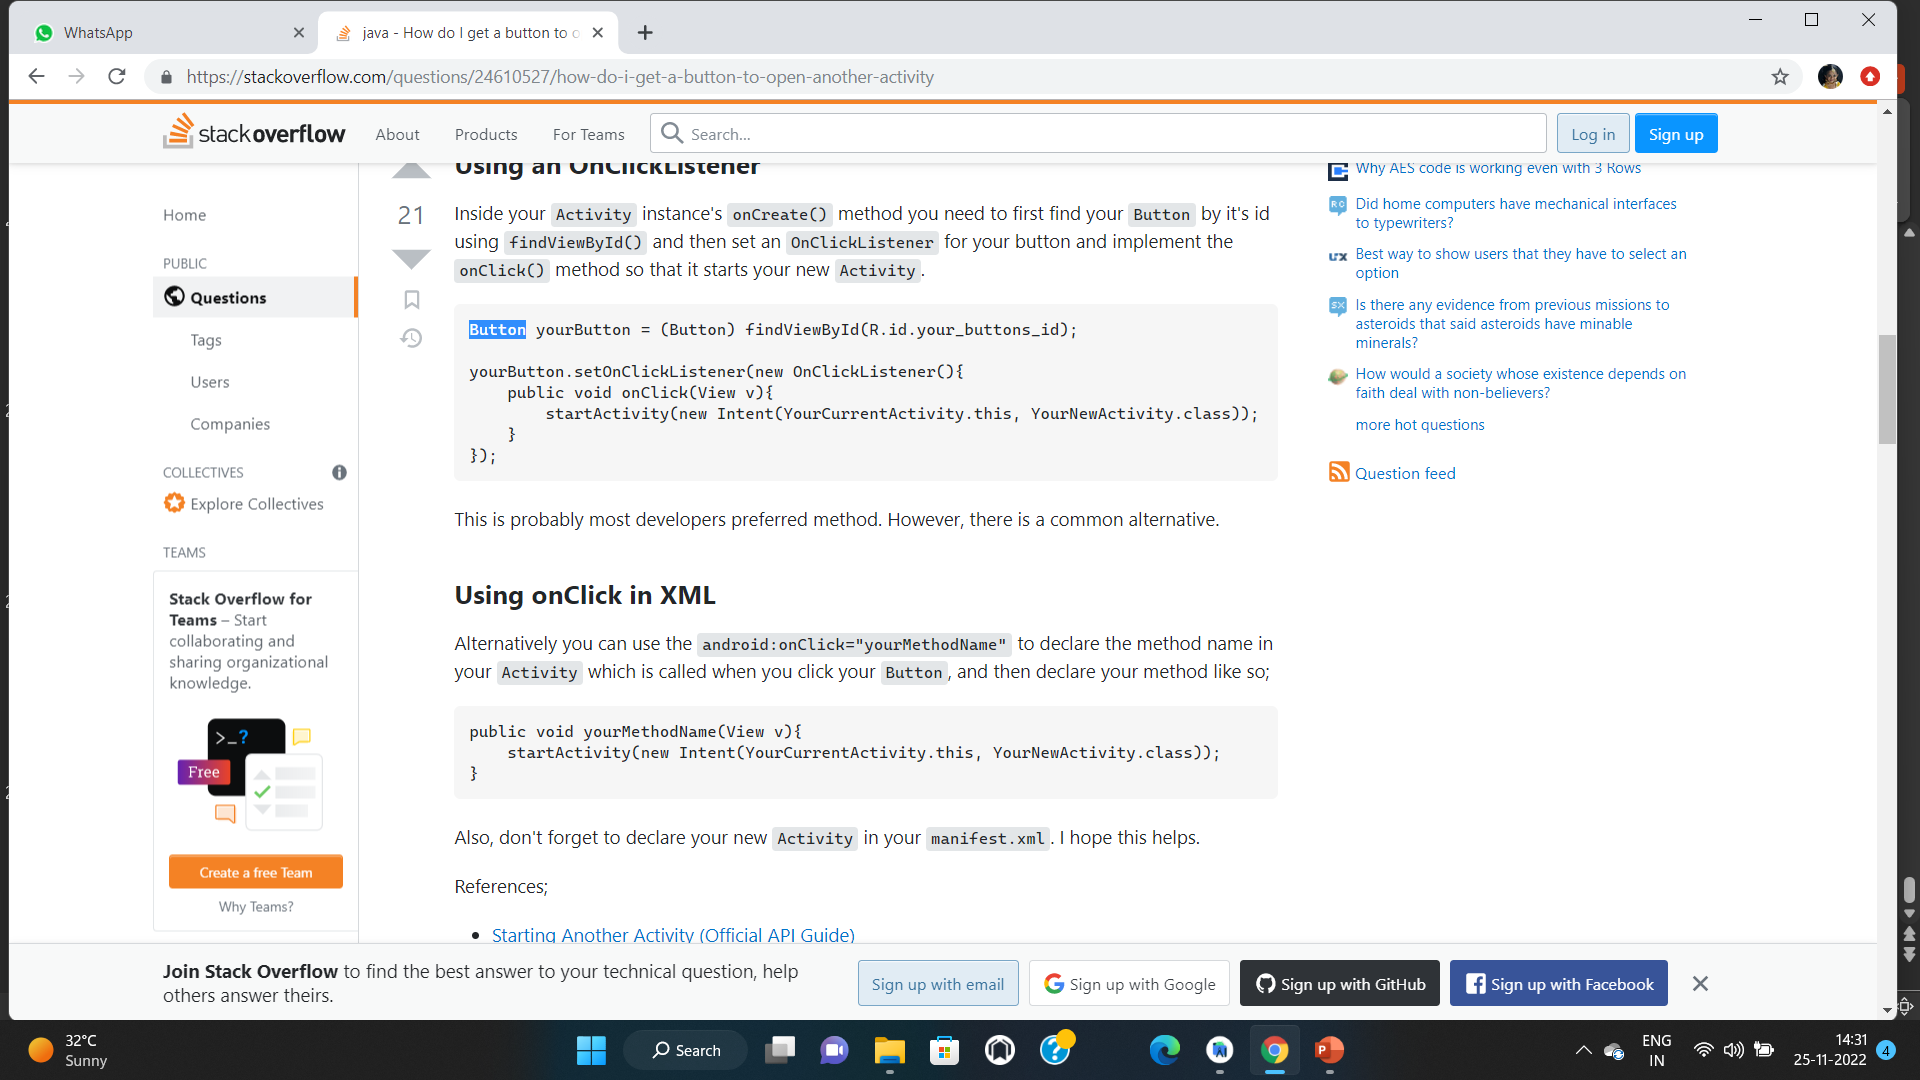 WhatsApp
java - How do I get a button to o
https://stackoverflow.com/questions/24610527/how-do-i-get-a-button-to-open-another-activity
stackoverflow
About
Products
For Teams
Search...
Log in
Sign up
Home
PUBLIC
Questions
Tags
Users
Companies
COLLECTIVES
Explore Collectives
TEAMS
Stack Overflow for
Teams – Start
collaborating and
sharing organizational
knowledge.
>_?
Free
Create a free Team
Why Teams?
21
Using an OnClickListener
Inside your Activity instance's onCreate() method you need to first find your Button by it's id
using findViewById() and then set an OnClickListener for your button and implement the
onClick() method so that it starts your new Activity.
Button yourButton = (Button) findViewById(R.id.your_buttons_id);
yourButton.setOnClickListener(new OnClickListener(){
    public void onClick(View v){
        startActivity(new Intent(YourCurrentActivity.this, YourNewActivity.class));
    }
});
This is probably most developers preferred method. However, there is a common alternative.
Using onClick in XML
Alternatively you can use the android:onClick="yourMethodName" to declare the method name in
your Activity which is called when you click your Button, and then declare your method like so;
public void yourMethodName(View v){
    startActivity(new Intent(YourCurrentActivity.this, YourNewActivity.class));
}
Also, don't forget to declare your new Activity in your manifest.xml. I hope this helps.
References;
• Starting Another Activity (Official API Guide)
Why AES code is working even with 3 Rows
RC
Did home computers have mechanical interfaces
to typewriters?
UX
Best way to show users that they have to select an
option
SX
Is there any evidence from previous missions to
asteroids that said asteroids have minable
minerals?
How would a society whose existence depends on
faith deal with non-believers?
more hot questions
Question feed
Join Stack Overflow to find the best answer to your technical question, help
others answer theirs.
Sign up with email
Sign up with Google
Sign up with GitHub
Sign up with Facebook
32°C
Sunny
Search
ENG
IN
14:31
25-11-2022
4